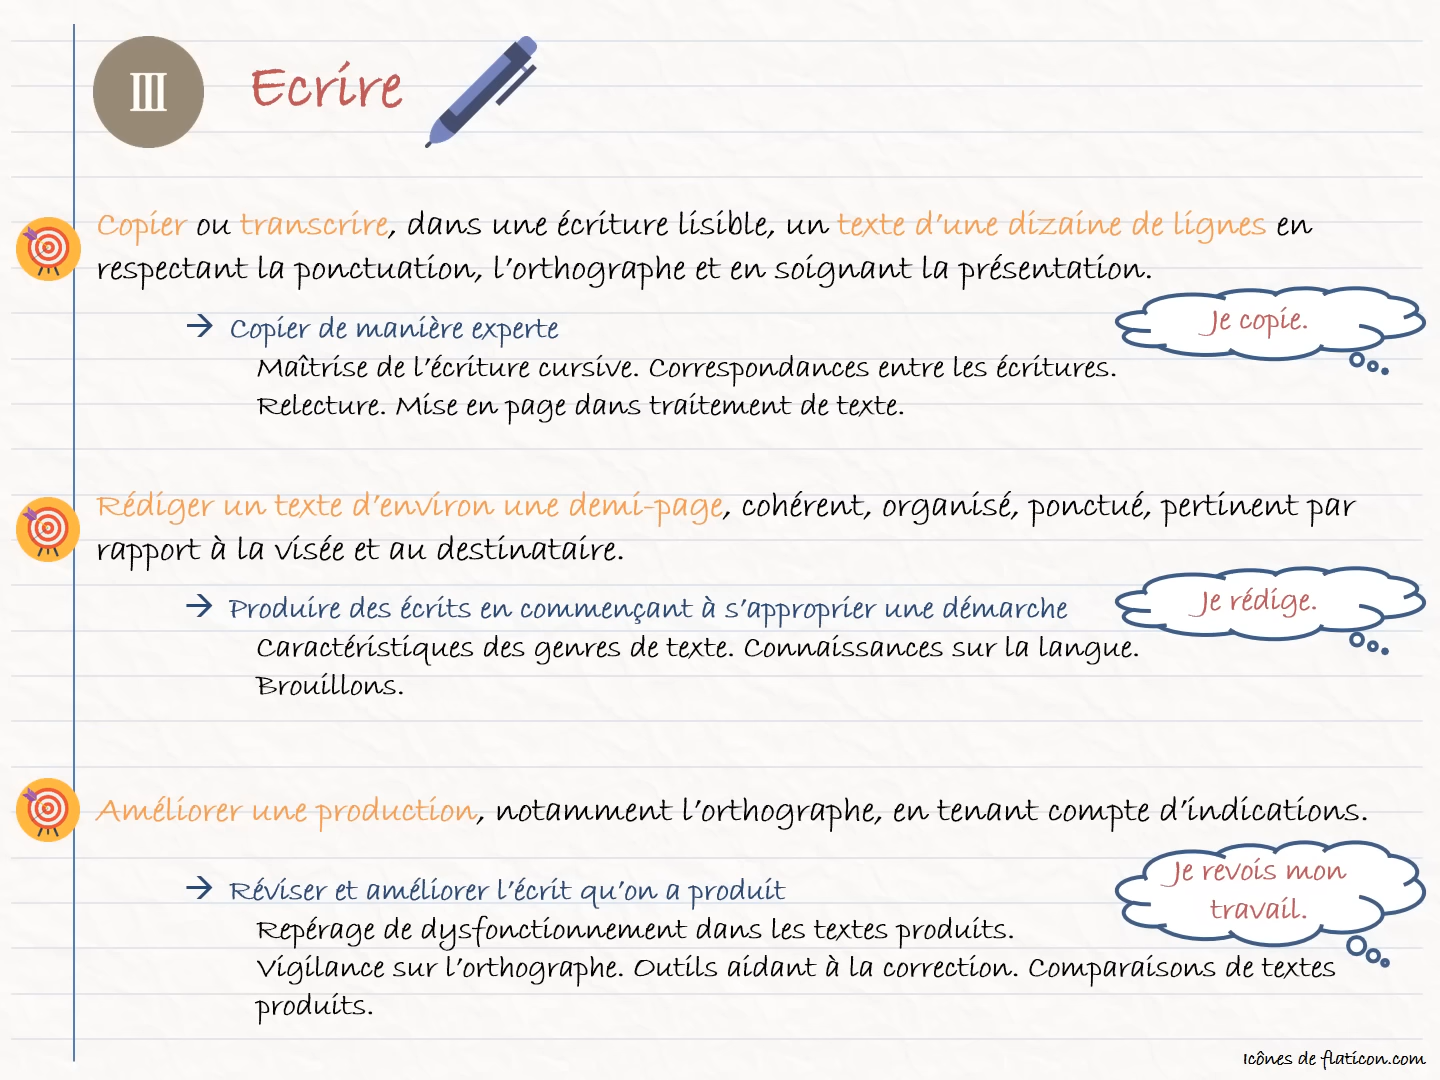 III
Ecrire
Copier ou transcrire, dans une écriture lisible, un texte d'une dizaine de lignes en
respectant la ponctuation, l'orthographe et en soignant la présentation.
→ Copier de manière experte
Je copie.
Maîtrise de l'écriture cursive. Correspondances entre les écritures.
Relecture. Mise en page dans traitement de texte.
Rédiger un texte d'environ une demi-page, cohérent, organisé, ponctué, pertinent par
rapport à la visée et au destinataire.
→ Produire des écrits en commençant à s'approprier une démarche
Je rédige.
Caractéristiques des genres de texte. Connaissances sur la langue.
Brouillons.
Améliorer une production, notamment l'orthographe, en tenant compte d'indications.
→ Réviser et améliorer l'écrit qu'on a produit
Je revois mon
travail.
Repérage de dysfonctionnement dans les textes produits.
Vigilance sur l'orthographe. Outils aidant à la correction. Comparaisons de textes
produits.
Icônes de flaticon.com